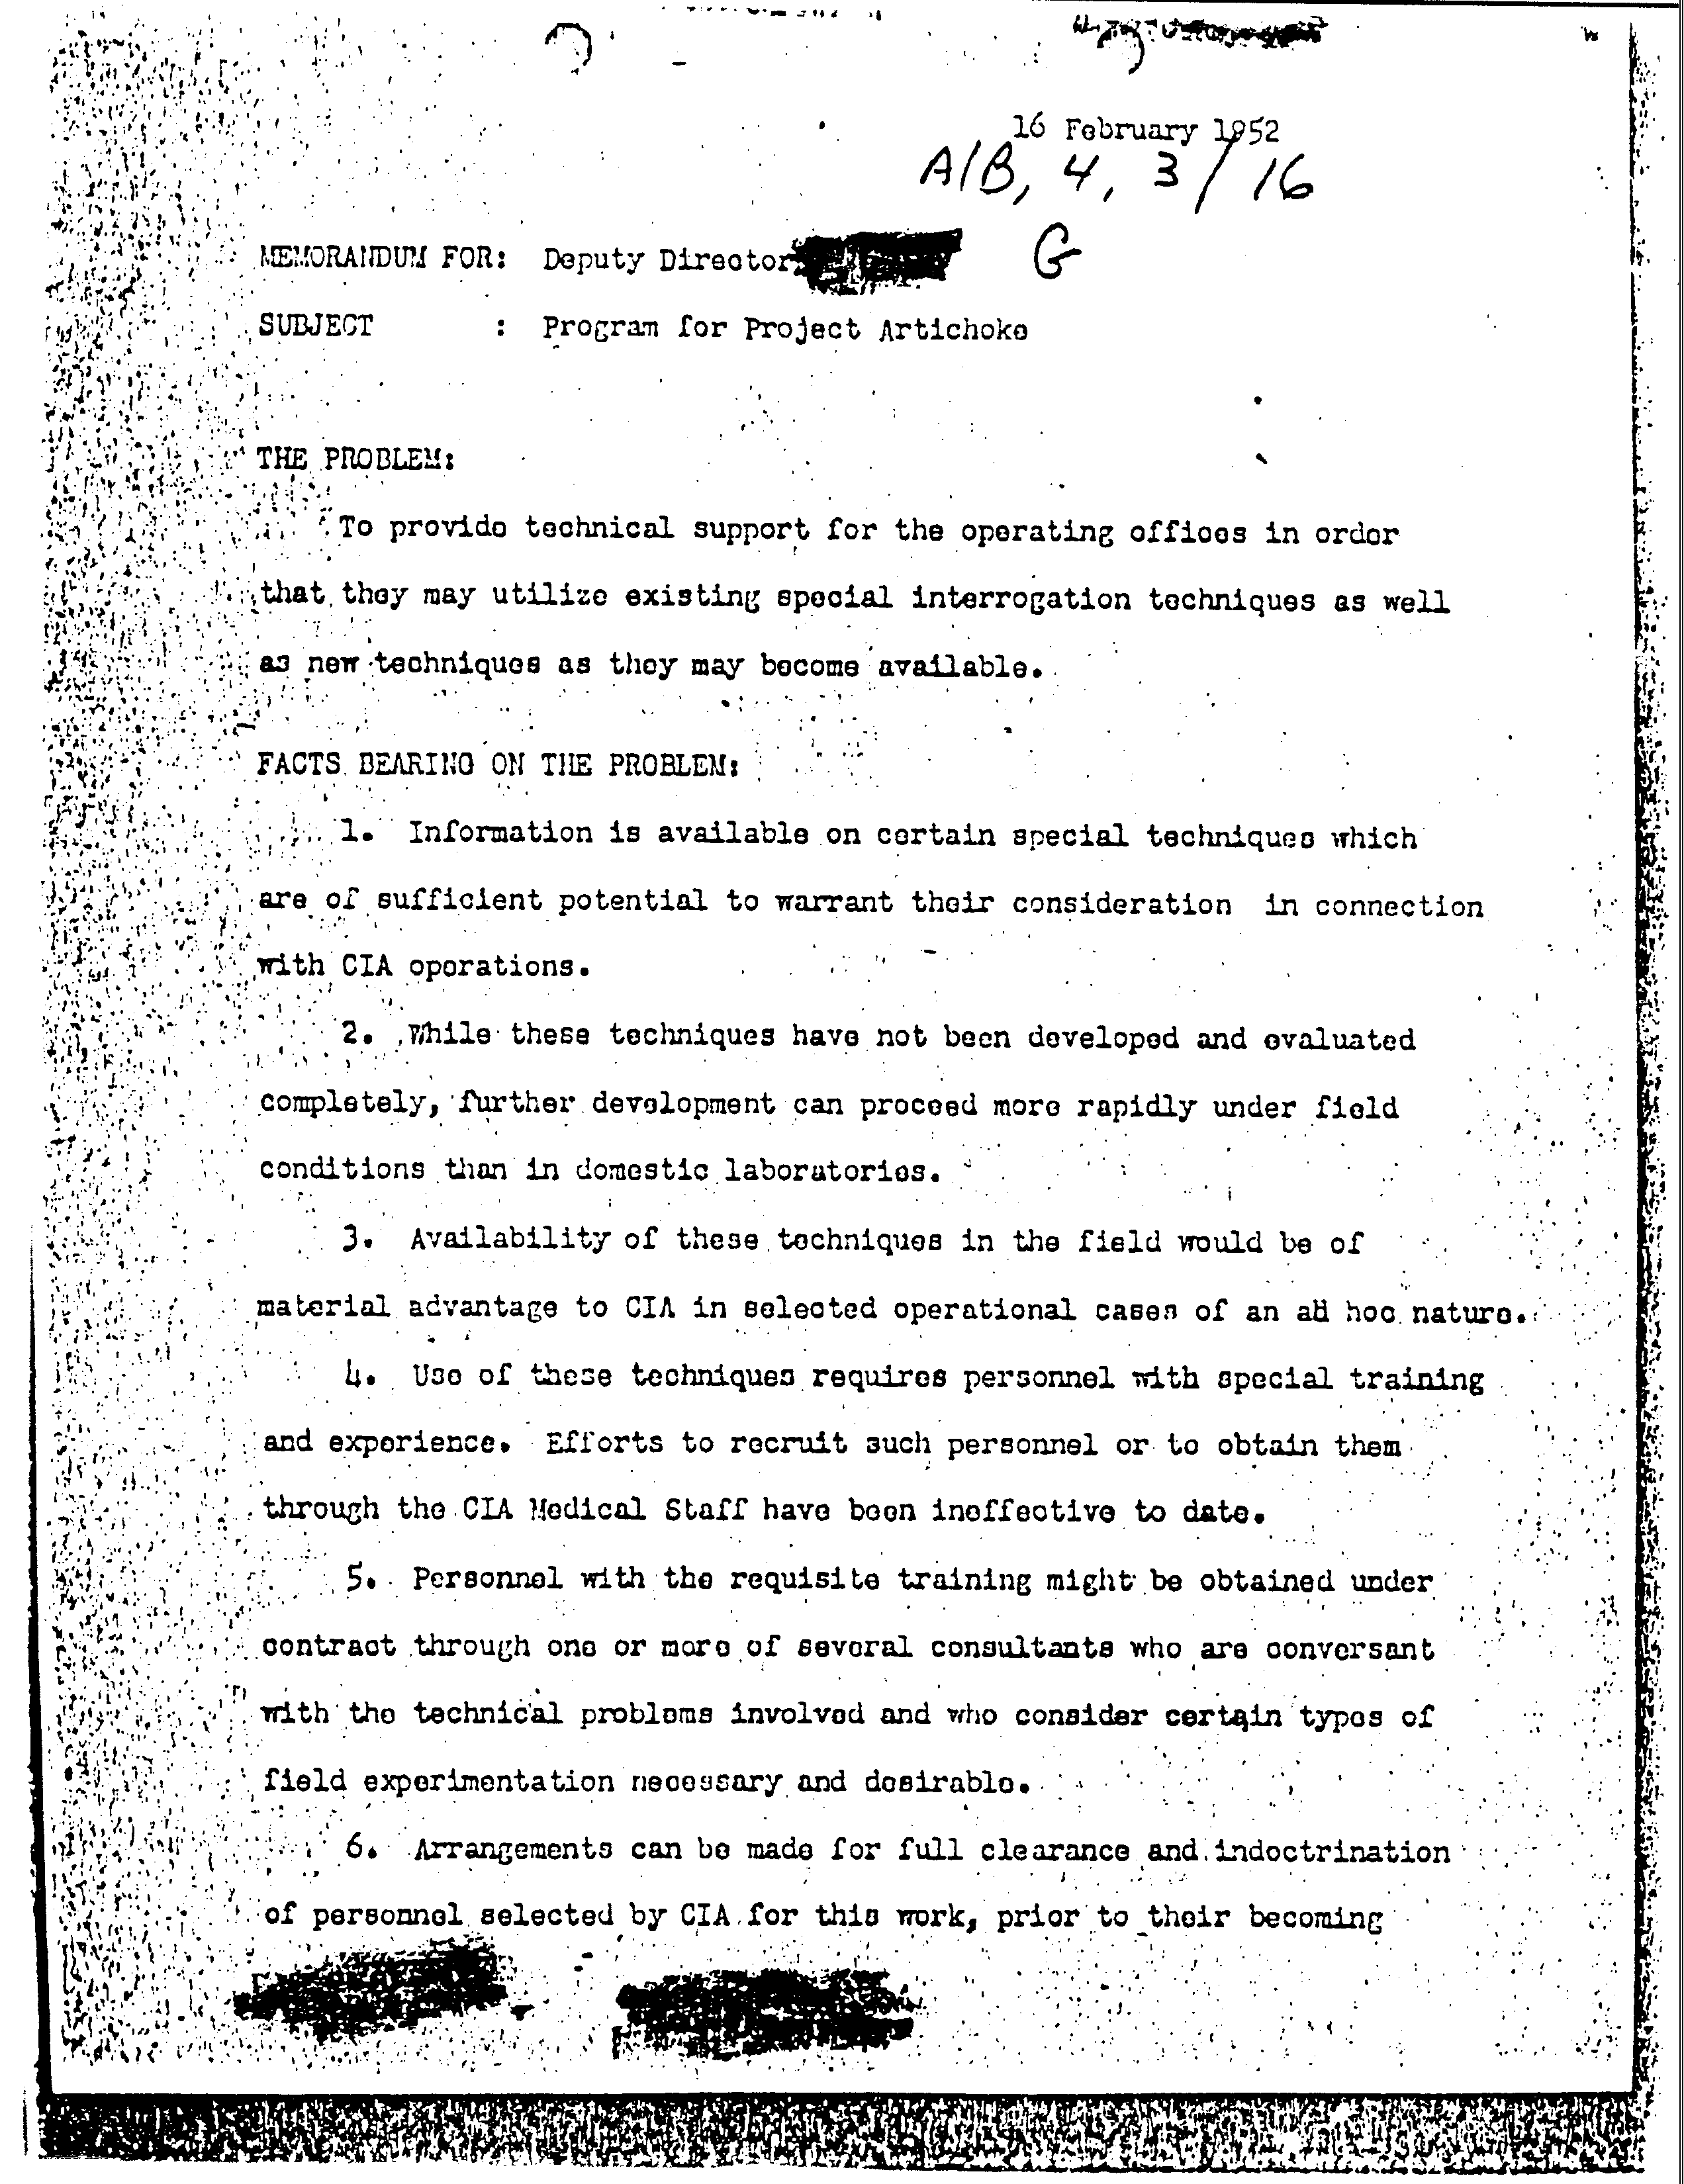 16 February 1952
A/B, 4, 3/16
MEMORANDUM FOR: Deputy Director
G
SUBJECT : Program for Project Artichoke
THE PROBLEM:
To provide technical support for the operating offices in order
that they may utilize existing special interrogation techniques as well
as new techniques as they may become available.
FACTS BEARING ON THE PROBLEM:
1. Information is available on certain special techniques which
are of sufficient potential to warrant their consideration in connection
with CIA operations.
2. While these techniques have not been developed and evaluated
completely, further development can proceed more rapidly under field
conditions than in domestic laboratories.
3. Availability of these techniques in the field would be of
material advantage to CIA in selected operational cases of an ad hoc nature.
4. Use of these techniques requires personnel with special training
and experience. Efforts to recruit such personnel or to obtain them
through the CIA Medical Staff have been ineffective to date.
5. Personnel with the requisite training might be obtained under
contract through one or more of several consultants who are conversant
with the technical problems involved and who consider certain types of
field experimentation necessary and desirable.
6. Arrangements can be made for full clearance and indoctrination
of personnel selected by CIA for this work, prior to their becoming